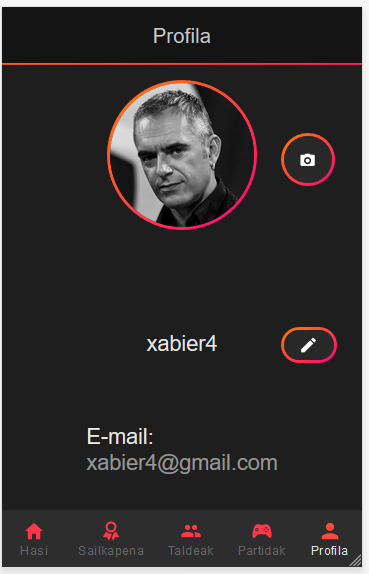 Profila
xabier4
E-mail:
xabier4@gmail.com
Hasi Sailkapena Taldeak Partidak Profila